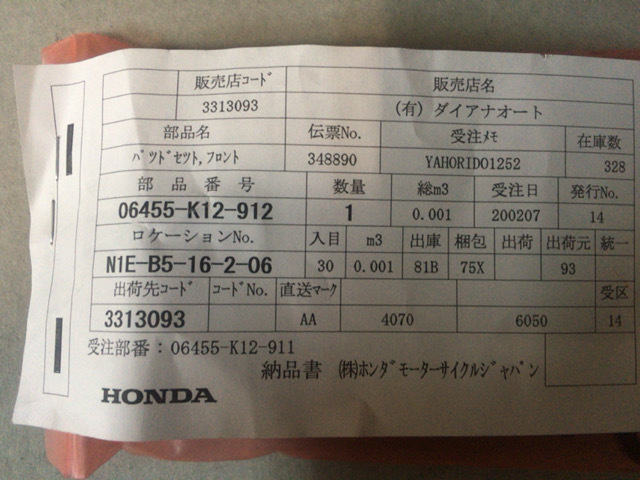 販売店コード 販売店名
3313093 (有) ダイアナオート
部品名 伝票No. 受注メモ 在庫数
パツドセツト,フロント 348890 YAHORIDO1252 328
部品番号 数量 総m3 受注日 発行No.
06455-K12-912 1 0.001 200207 14
ロケーションNo. 入目 m3 出庫 梱包 出荷 出荷元 統一
N1E-B5-16-2-06 30 0.001 81B 75X 93
出荷先コード コードNo. 直送マーク 受区
3313093 AA 4070 6050 14
受注部番：06455-K12-911
納品書 (株)ホンダモーターサイクルジャパン
HONDA